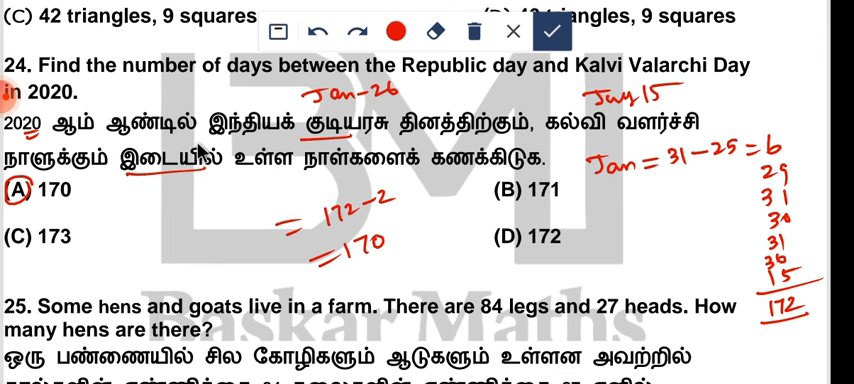 (C) 42 triangles, 9 squares
angles, 9 squares
24. Find the number of days between the Republic day and Kalvi Valarchi Day
in 2020.
Jan-26
July 15
2020 ஆம் ஆண்டில் இந்தியக் குடியரசு தினத்திற்கும், கல்வி வளர்ச்சி
நாளுக்கும் இடையில் உள்ள நாள்களைக் கணக்கிடுக.
Jan = 31-25 = 6
29
31
30
31
30
15
172
(A) 170
(B) 171
= 172-2
= 170
(C) 173
(D) 172
BM
Baskar Maths
25. Some hens and goats live in a farm. There are 84 legs and 27 heads. How
many hens are there?
ஒரு பண்ணையில் சில கோழிகளும் ஆடுகளும் உள்ளன அவற்றில்